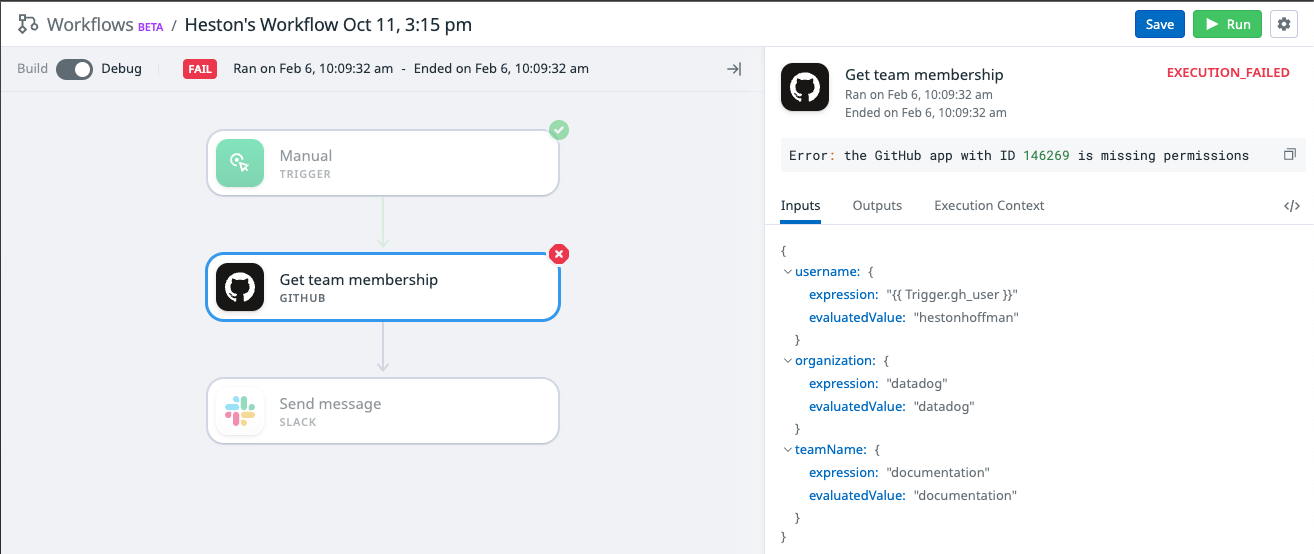 Workflows BETA / Heston's Workflow Oct 11, 3:15 pm
Save
Run
Build
Debug
FAIL
Ran on Feb 6, 10:09:32 am - Ended on Feb 6, 10:09:32 am
Manual
TRIGGER
Get team membership
GITHUB
Send message
SLACK
Get team membership
EXECUTION_FAILED
Ran on Feb 6, 10:09:32 am
Ended on Feb 6, 10:09:32 am
Error: the GitHub app with ID 146269 is missing permissions
Inputs
Outputs
Execution Context
</>
{
username: {
expression: "{{ Trigger.gh_user }}"
evaluatedValue: "hestonhoffman"
}
organization: {
expression: "datadog"
evaluatedValue: "datadog"
}
teamName: {
expression: "documentation"
evaluatedValue: "documentation"
}
}